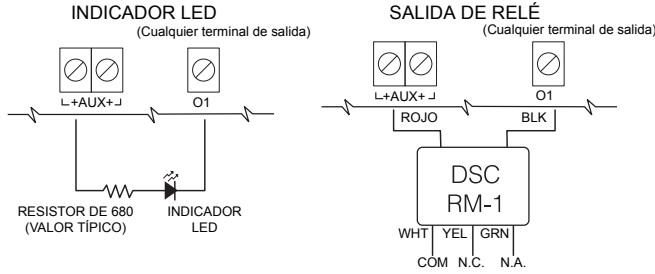 INDICADOR LED
(Cualquier terminal de salida)
+AUX+
O1
RESISTOR DE 680
(VALOR TÍPICO)
INDICADOR
LED
SALIDA DE RELÉ
(Cualquier terminal de salida)
+AUX+
O1
ROJO
BLK
DSC
RM-1
WHT YEL GRN
COM N.C. N.A.